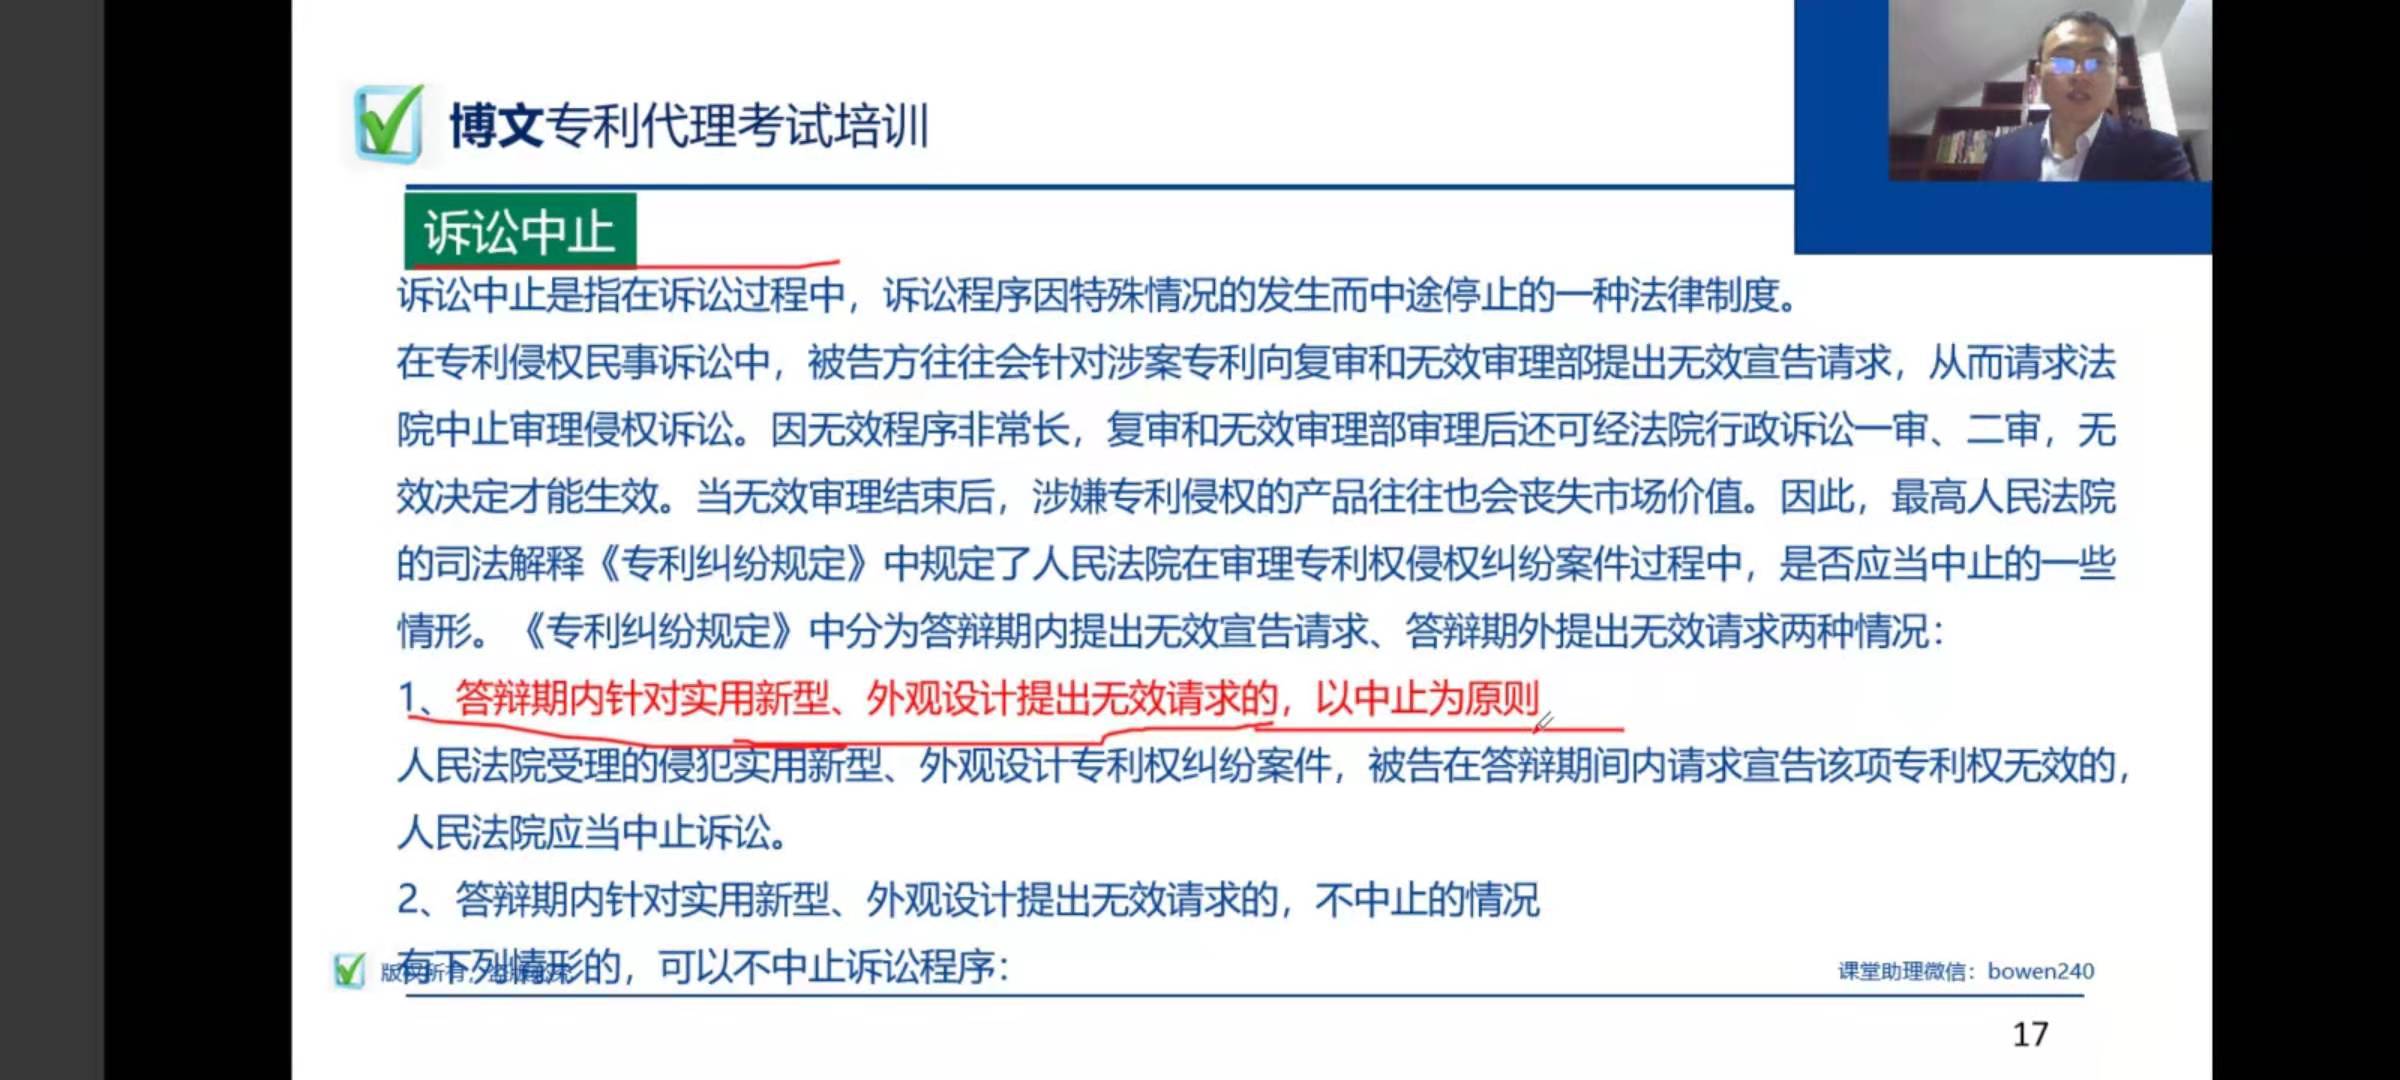 博文专利代理考试培训
诉讼中止
诉讼中止是指在诉讼过程中，诉讼程序因特殊情况的发生而中途停止的一种法律制度。
在专利侵权民事诉讼中，被告方往往会针对涉案专利向复审和无效审理部提出无效宣告请求，从而请求法
院中止审理侵权诉讼。因无效程序非常长，复审和无效审理部审理后还可经法院行政诉讼一审、二审，无
效决定才能生效。当无效审理结束后，涉嫌专利侵权的产品往往也会丧失市场价值。因此，最高人民法院
的司法解释《专利纠纷规定》中规定了人民法院在审理专利权侵权纠纷案件过程中，是否应当中止的一些
情形。《专利纠纷规定》中分为答辩期内提出无效宣告请求、答辩期外提出无效请求两种情况：
1、答辩期内针对实用新型、外观设计提出无效请求的，以中止为原则
人民法院受理的侵犯实用新型、外观设计专利权纠纷案件，被告在答辩期间内请求宣告该项专利权无效的，
人民法院应当中止诉讼。
2、答辩期内针对实用新型、外观设计提出无效请求的，不中止的情况
有下列情形的，可以不中止诉讼程序：
版权所有，
课堂助理微信：bowen240
17